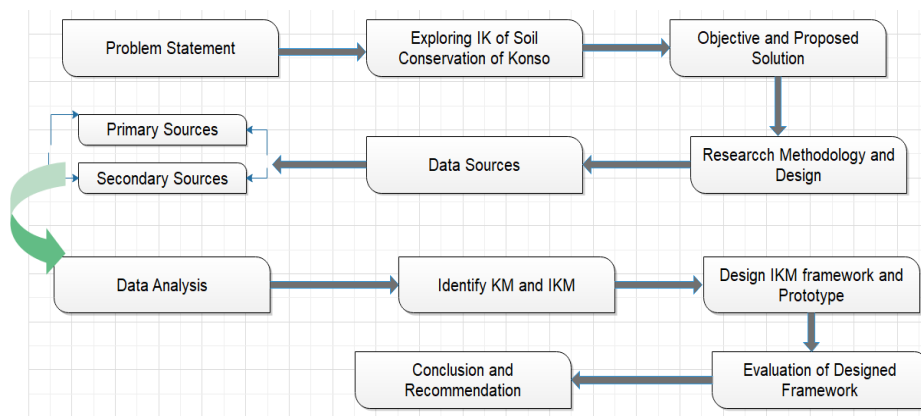 Problem Statement
Exploring IK of Soil
Conservation of Konso
Objective and Proposed
Solution
Researcch Methodology and
Design
Data Sources
Primary Sources
Secondary Sources
Data Analysis
Identify KM and IKM
Design IKM framework and
Prototype
Evaluation of Designed
Framework
Conclusion and
Recommendation